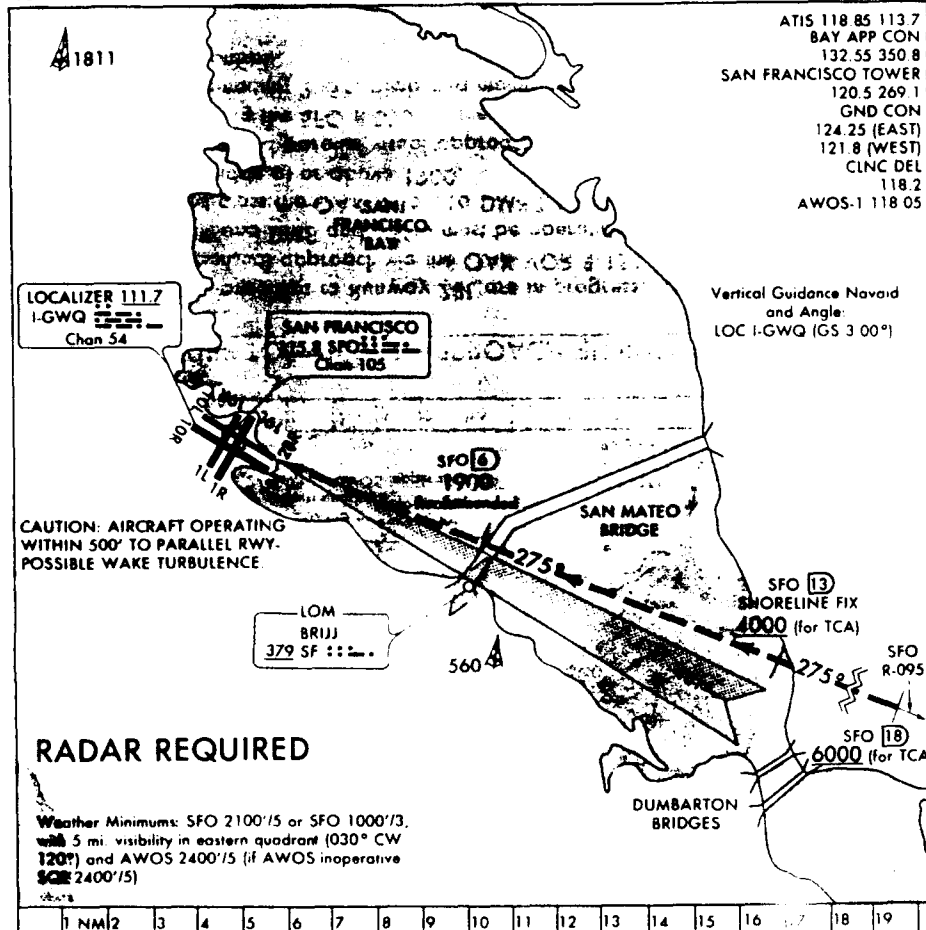 ATIS 118.85 113.7
BAY APP CON
132.55 350.8
SAN FRANCISCO TOWER
120.5 269.1
GND CON
124.25 (EAST)
121.8 (WEST)
CLNC DEL
118.2
AWOS-1 118 05
1811
SAN
FRANCISCO
BAY
LOCALIZER 111.7
I-GWQ
Chan 54
SAN FRANCISCO
SFO
Chan 105
Vertical Guidance Navaid
and Angle:
LOC I-GWQ (GS 3 00°)
10L
10R
19L
19R
28R
1L 1R
SFO 6
1900
Recommended
SAN MATEO
BRIDGE
CAUTION: AIRCRAFT OPERATING
WITHIN 500' TO PARALLEL RWY-
POSSIBLE WAKE TURBULENCE.
275°
SFO 13
SHORELINE FIX
4000 (for TCA)
LOM
BRIJJ
379 SF
560
275°
SFO
R-095
SFO 18
6000 (for TCA
RADAR REQUIRED
DUMBARTON
BRIDGES
Weather Minimums: SFO 2100'/5 or SFO 1000'/3,
with 5 mi. visibility in eastern quadrant (030° CW
120°) and AWOS 2400'/5 (if AWOS inoperative
2400'/5)
1 NM 2 3 4 5 6 7 8 9 10 11 12 13 14 15 16 17 18 19